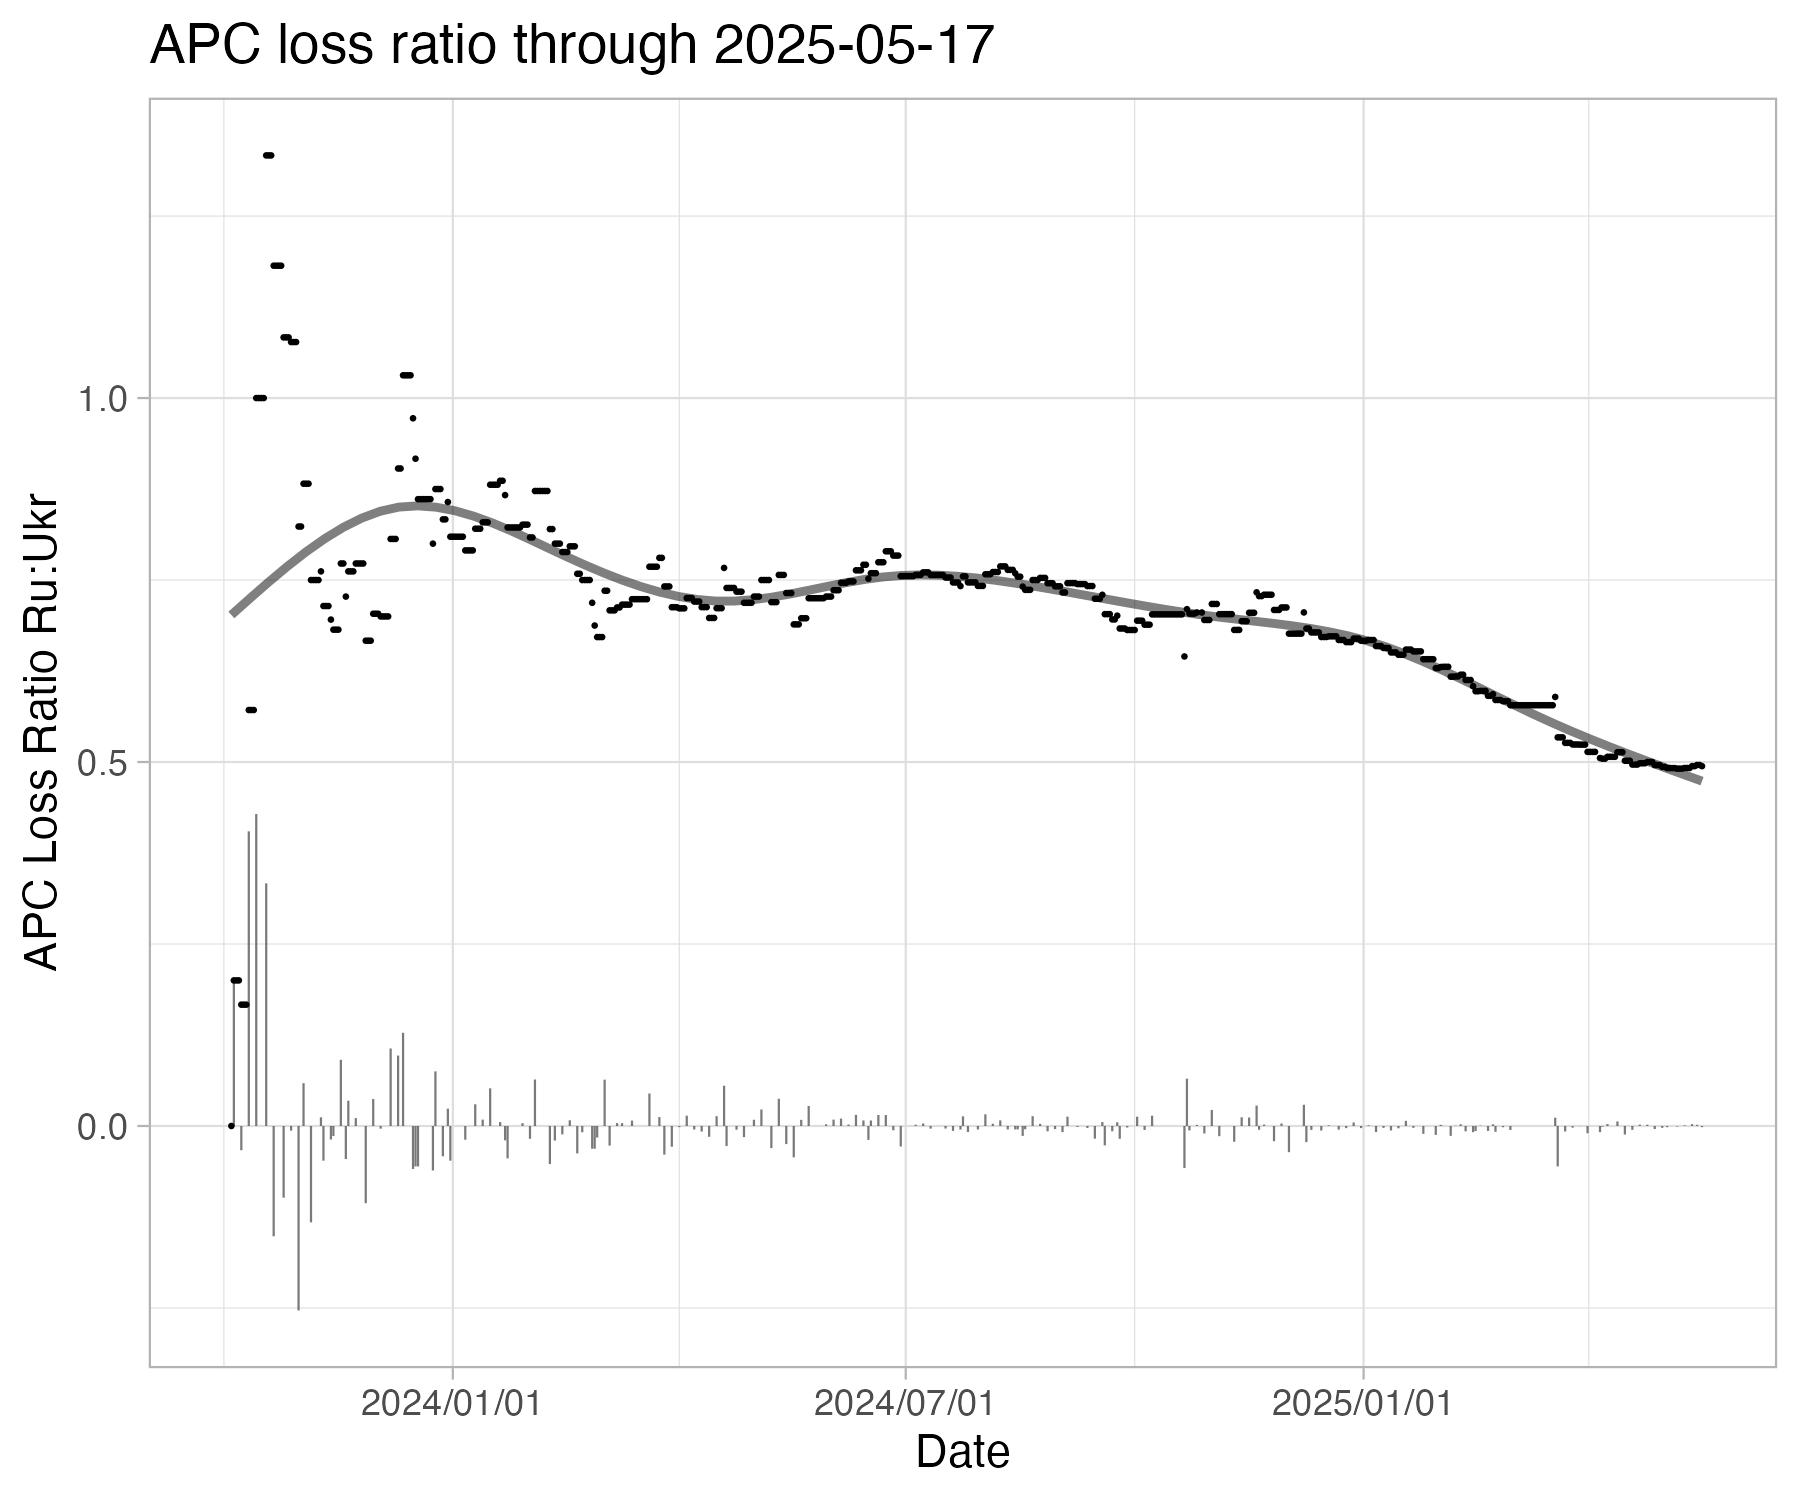 APC loss ratio through 2025-05-17
APC Loss Ratio Ru:Ukr
1.0
0.5
0.0
2024/01/01
2024/07/01
2025/01/01
Date